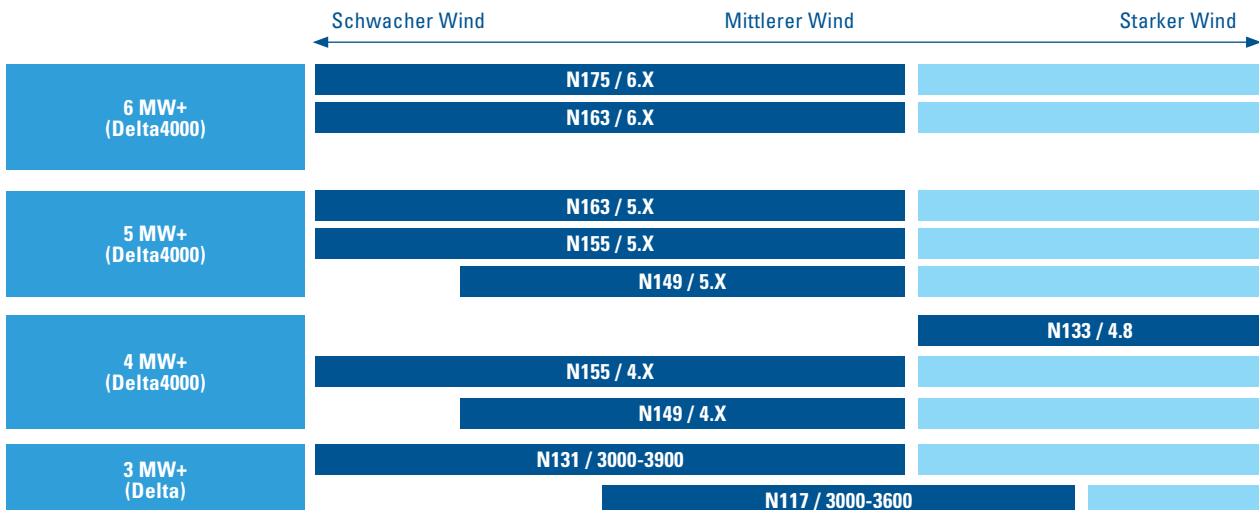 Schwacher Wind Mittlerer Wind Starker Wind
6 MW+
(Delta4000)
N175 / 6.X
N163 / 6.X
5 MW+
(Delta4000)
N163 / 5.X
N155 / 5.X
N149 / 5.X
4 MW+
(Delta4000)
N133 / 4.8
N155 / 4.X
N149 / 4.X
3 MW+
(Delta)
N131 / 3000-3900
N117 / 3000-3600